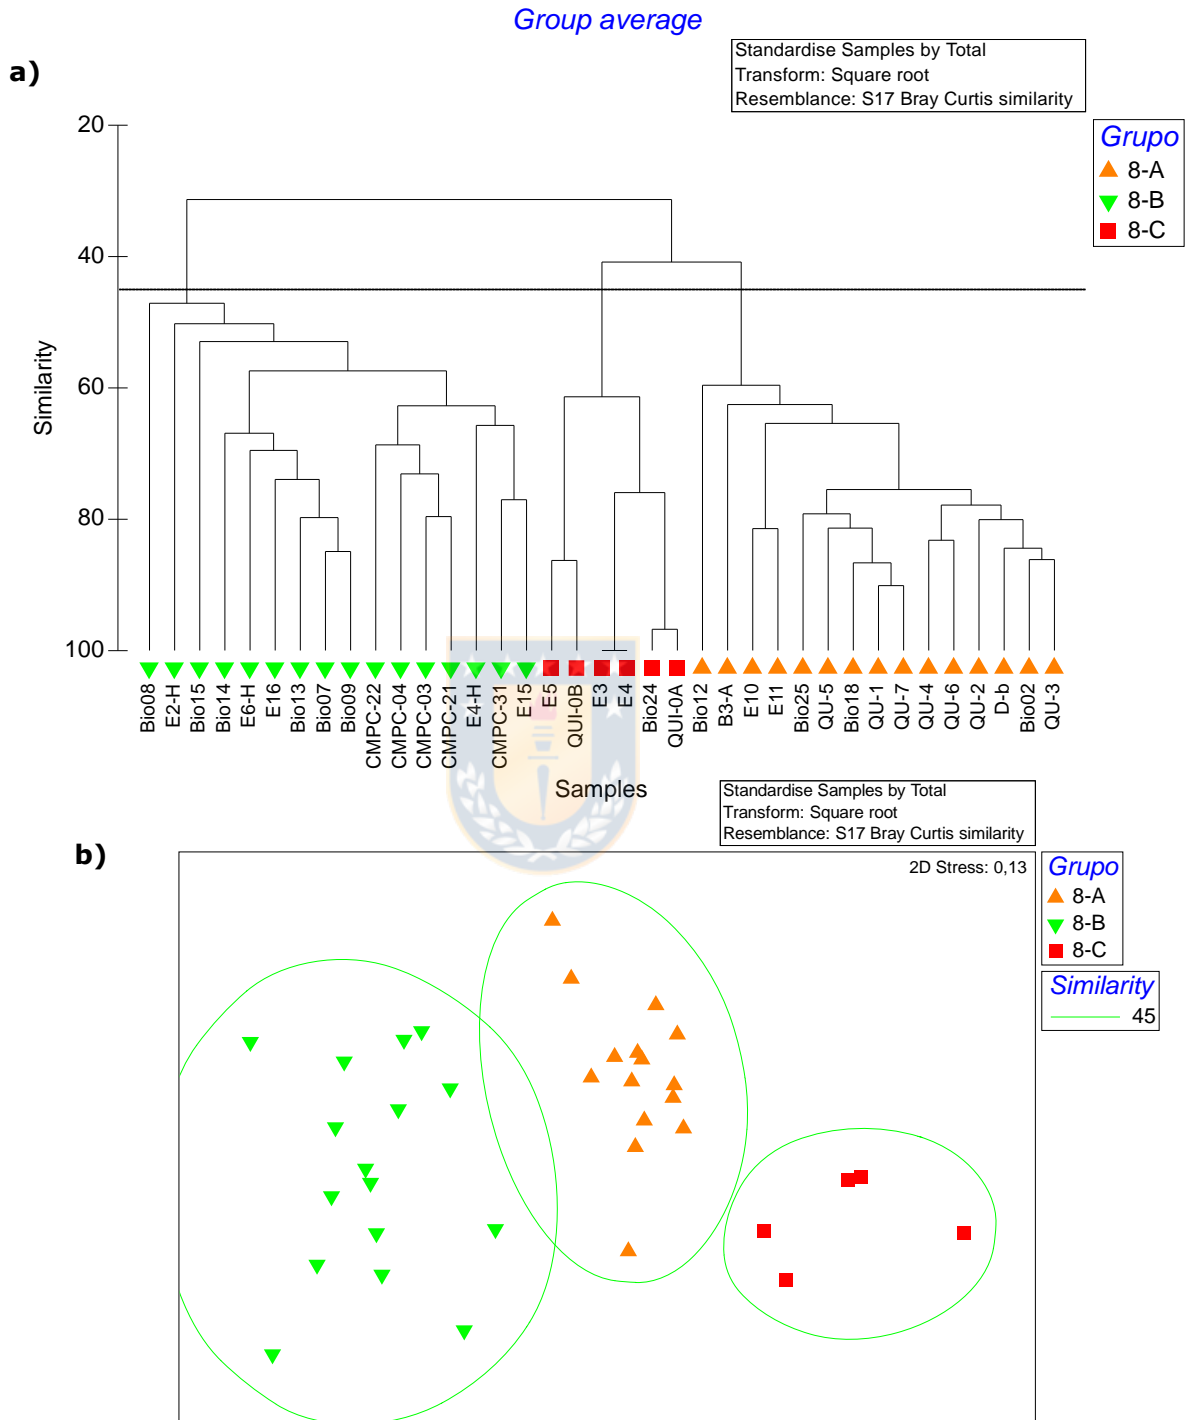 Group average
a)
Standardise Samples by Total
Transform: Square root
Resemblance: S17 Bray Curtis similarity
Grupo
8-A
8-B
8-C
20
40
60
80
100
Similarity
Bio08
E2-H
Bio15
Bio14
E6-H
E16
Bio13
Bio07
Bio09
CMPC-22
CMPC-04
CMPC-03
CMPC-21
E4-H
CMPC-31
E15
E5
QUI-0B
E3
E4
Bio24
QUI-0A
Bio12
B3-A
E10
E11
Bio25
QU-5
Bio18
QU-1
QU-7
QU-4
QU-6
QU-2
D-b
Bio02
QU-3
Samples
Standardise Samples by Total
Transform: Square root
Resemblance: S17 Bray Curtis similarity
b)
2D Stress: 0,13
Grupo
8-A
8-B
8-C
Similarity
45